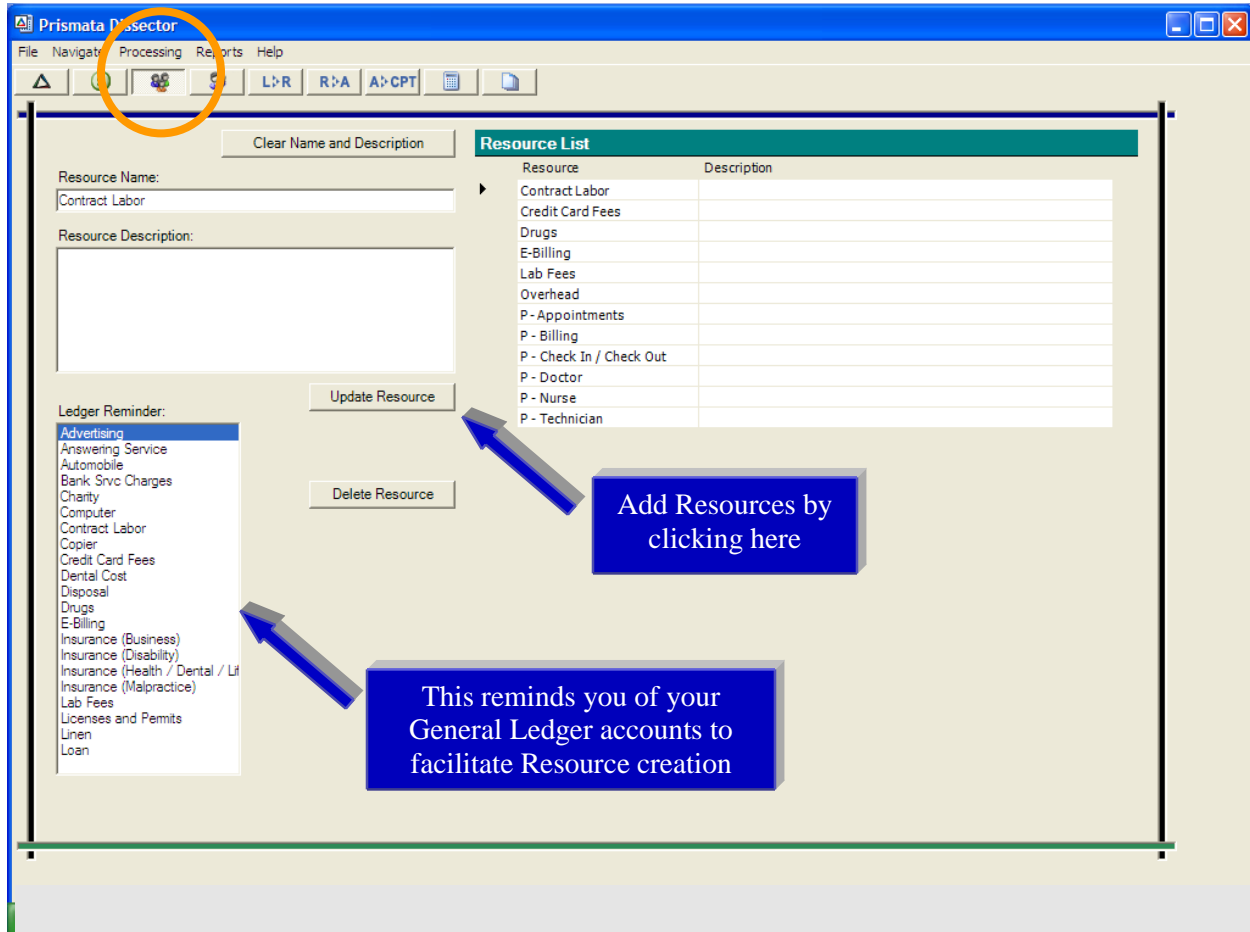 Prismata Dissector
File Navigate Processing Reports Help
L>R R>A A>CPT
Clear Name and Description
Resource Name:
Contract Labor
Resource Description:
Update Resource
Ledger Reminder:
Advertising
Answering Service
Automobile
Bank Srvc Charges
Charity
Computer
Contract Labor
Copier
Credit Card Fees
Dental Cost
Disposal
Drugs
E-Billing
Insurance (Business)
Insurance (Disability)
Insurance (Health / Dental / Lif
Insurance (Malpractice)
Lab Fees
Licenses and Permits
Linen
Loan
Delete Resource
Resource List
Resource Description
Contract Labor
Credit Card Fees
Drugs
E-Billing
Lab Fees
Overhead
P - Appointments
P - Billing
P - Check In / Check Out
P - Doctor
P - Nurse
P - Technician
Add Resources by
clicking here
This reminds you of your
General Ledger accounts to
facilitate Resource creation